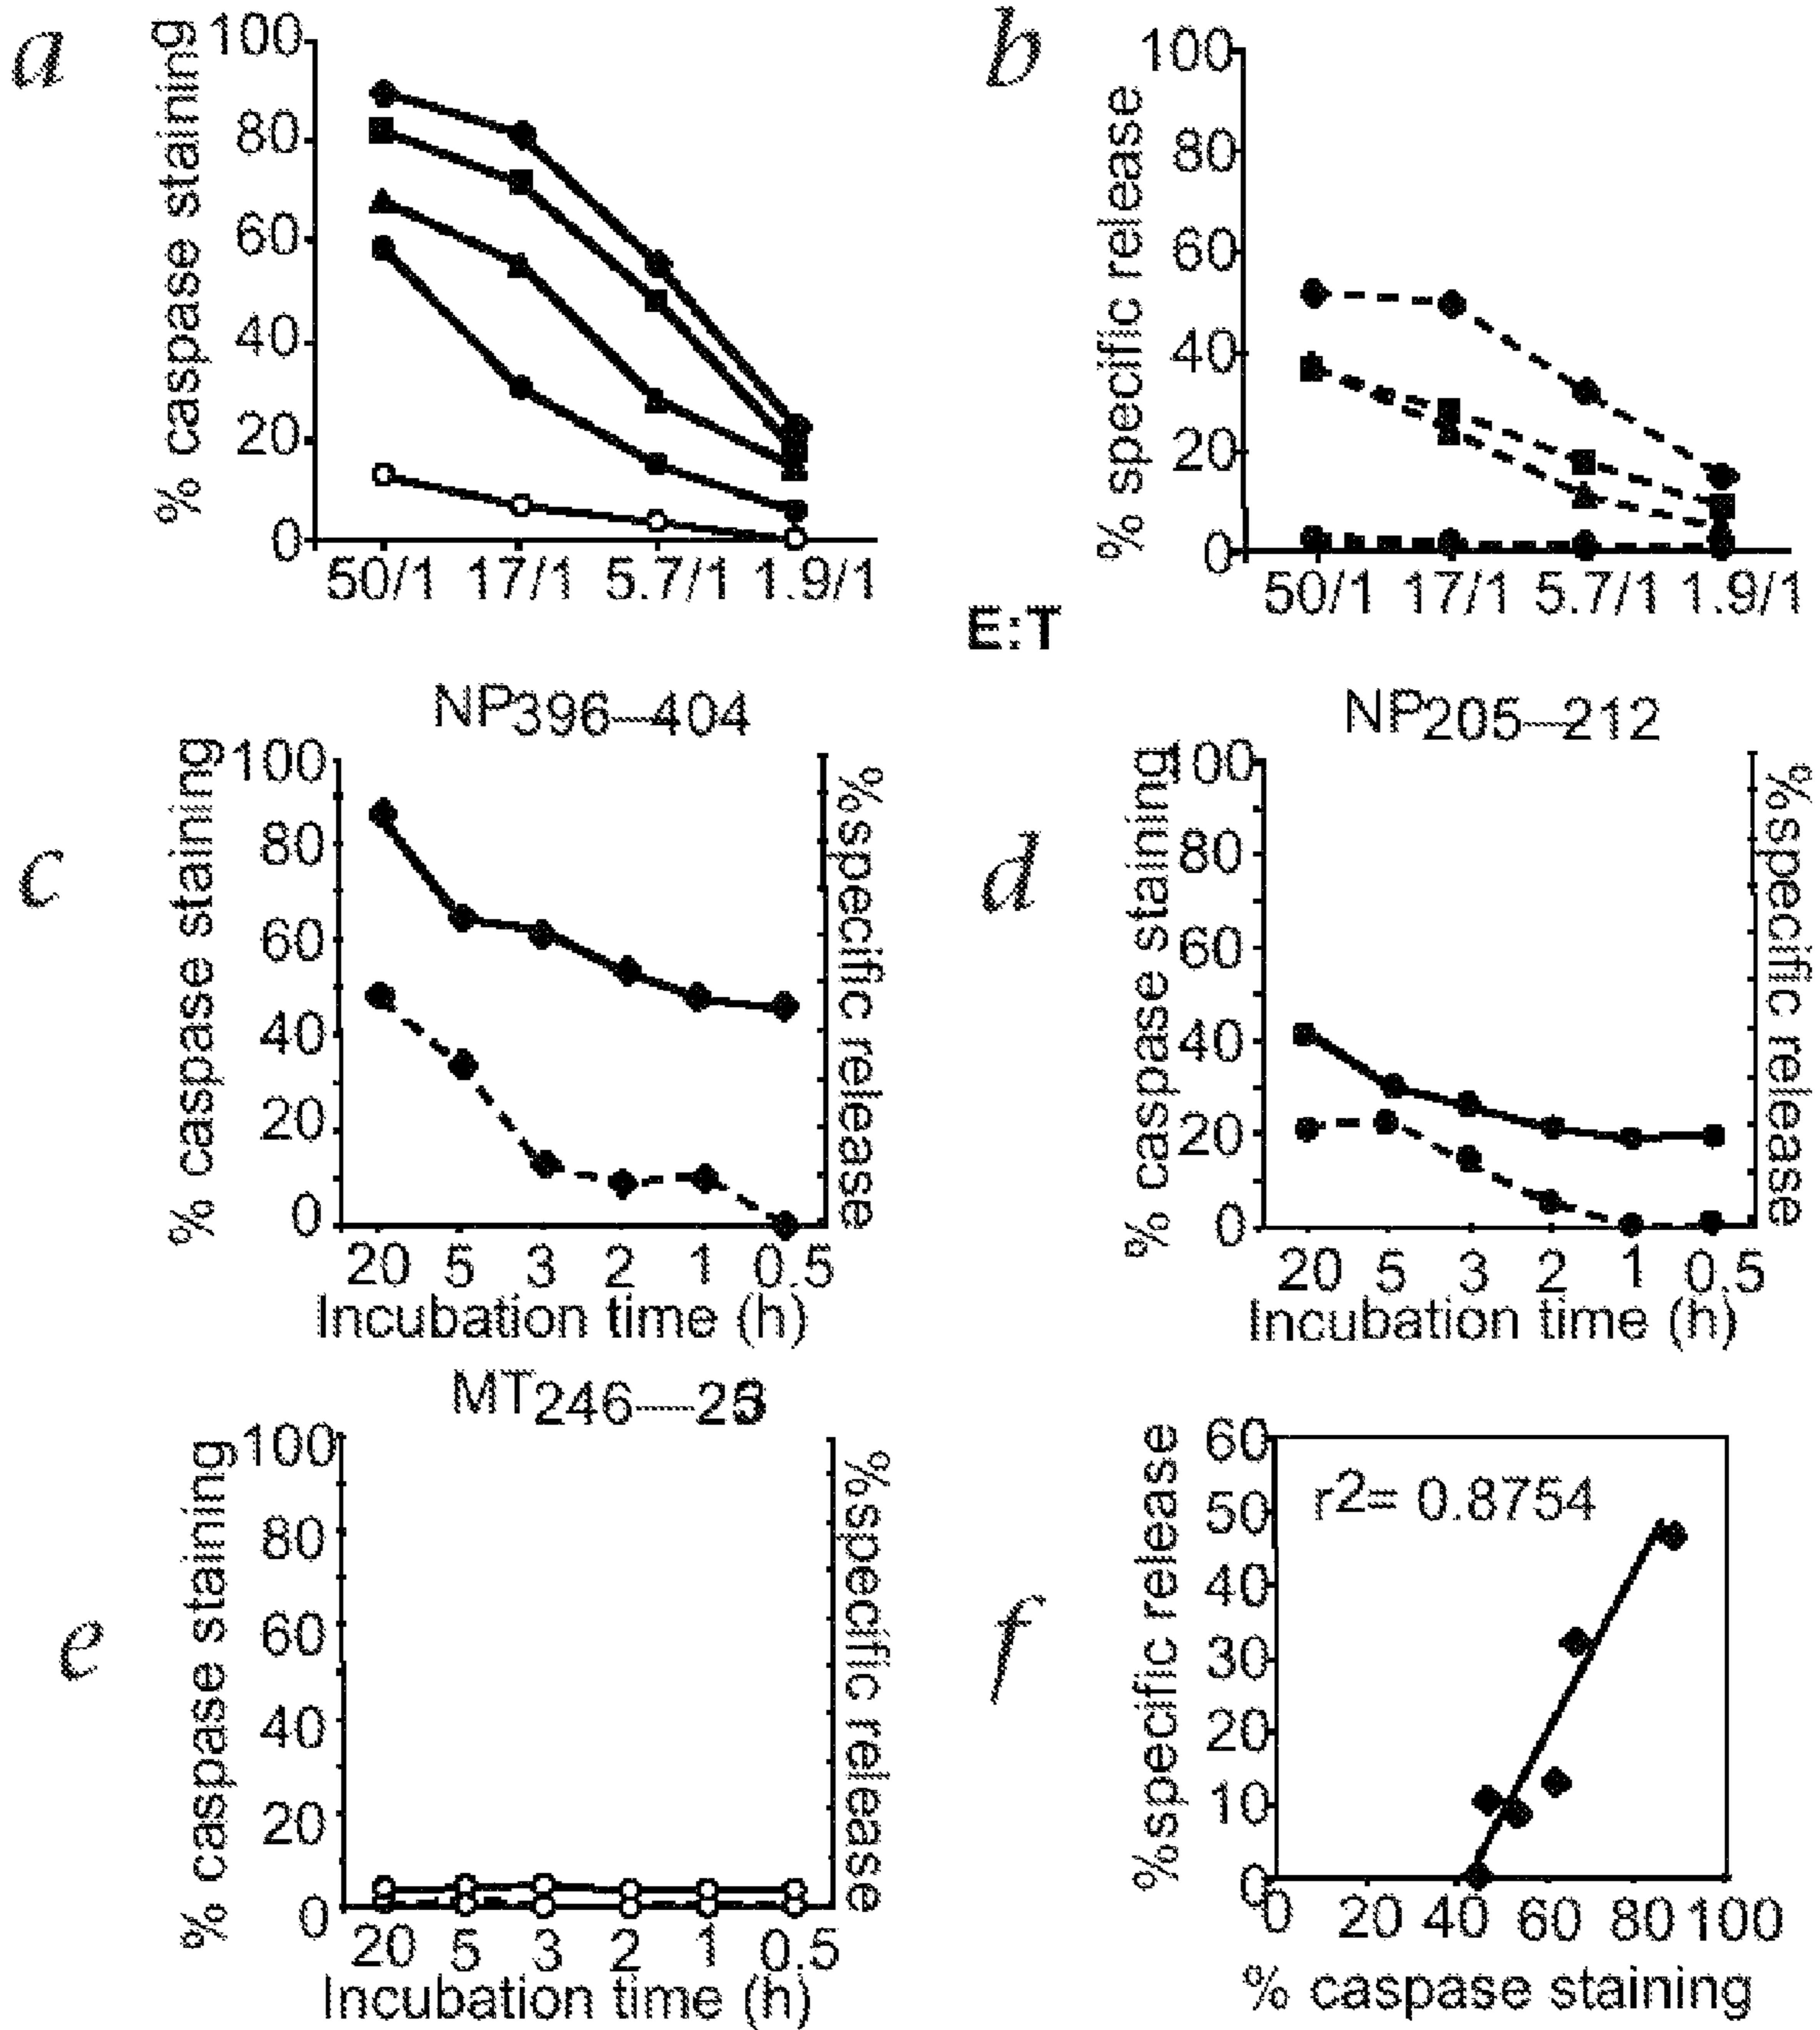 a
% caspase staining
100
80
60
40
20
0
50/1 17/1 5.7/1 1.9/1
b
% specific release
100
80
60
40
20
0
50/1 17/1 5.7/1 1.9/1
E:T
c
NP396–404
% caspase staining
100
80
60
40
20
0
%specific release
20 5 3 2 1 0.5
Incubation time (h)
d
NP205–212
% caspase staining
100
80
60
40
20
0
%specific release
20 5 3 2 1 0.5
Incubation time (h)
e
% caspase staining
100
80
60
40
20
0
%specific release
20 5 3 2 1 0.5
Incubation time (h)
f
%specific release
60
50
40
30
20
10
0
r2= 0.8754
0 20 40 60 80 100
% caspase staining